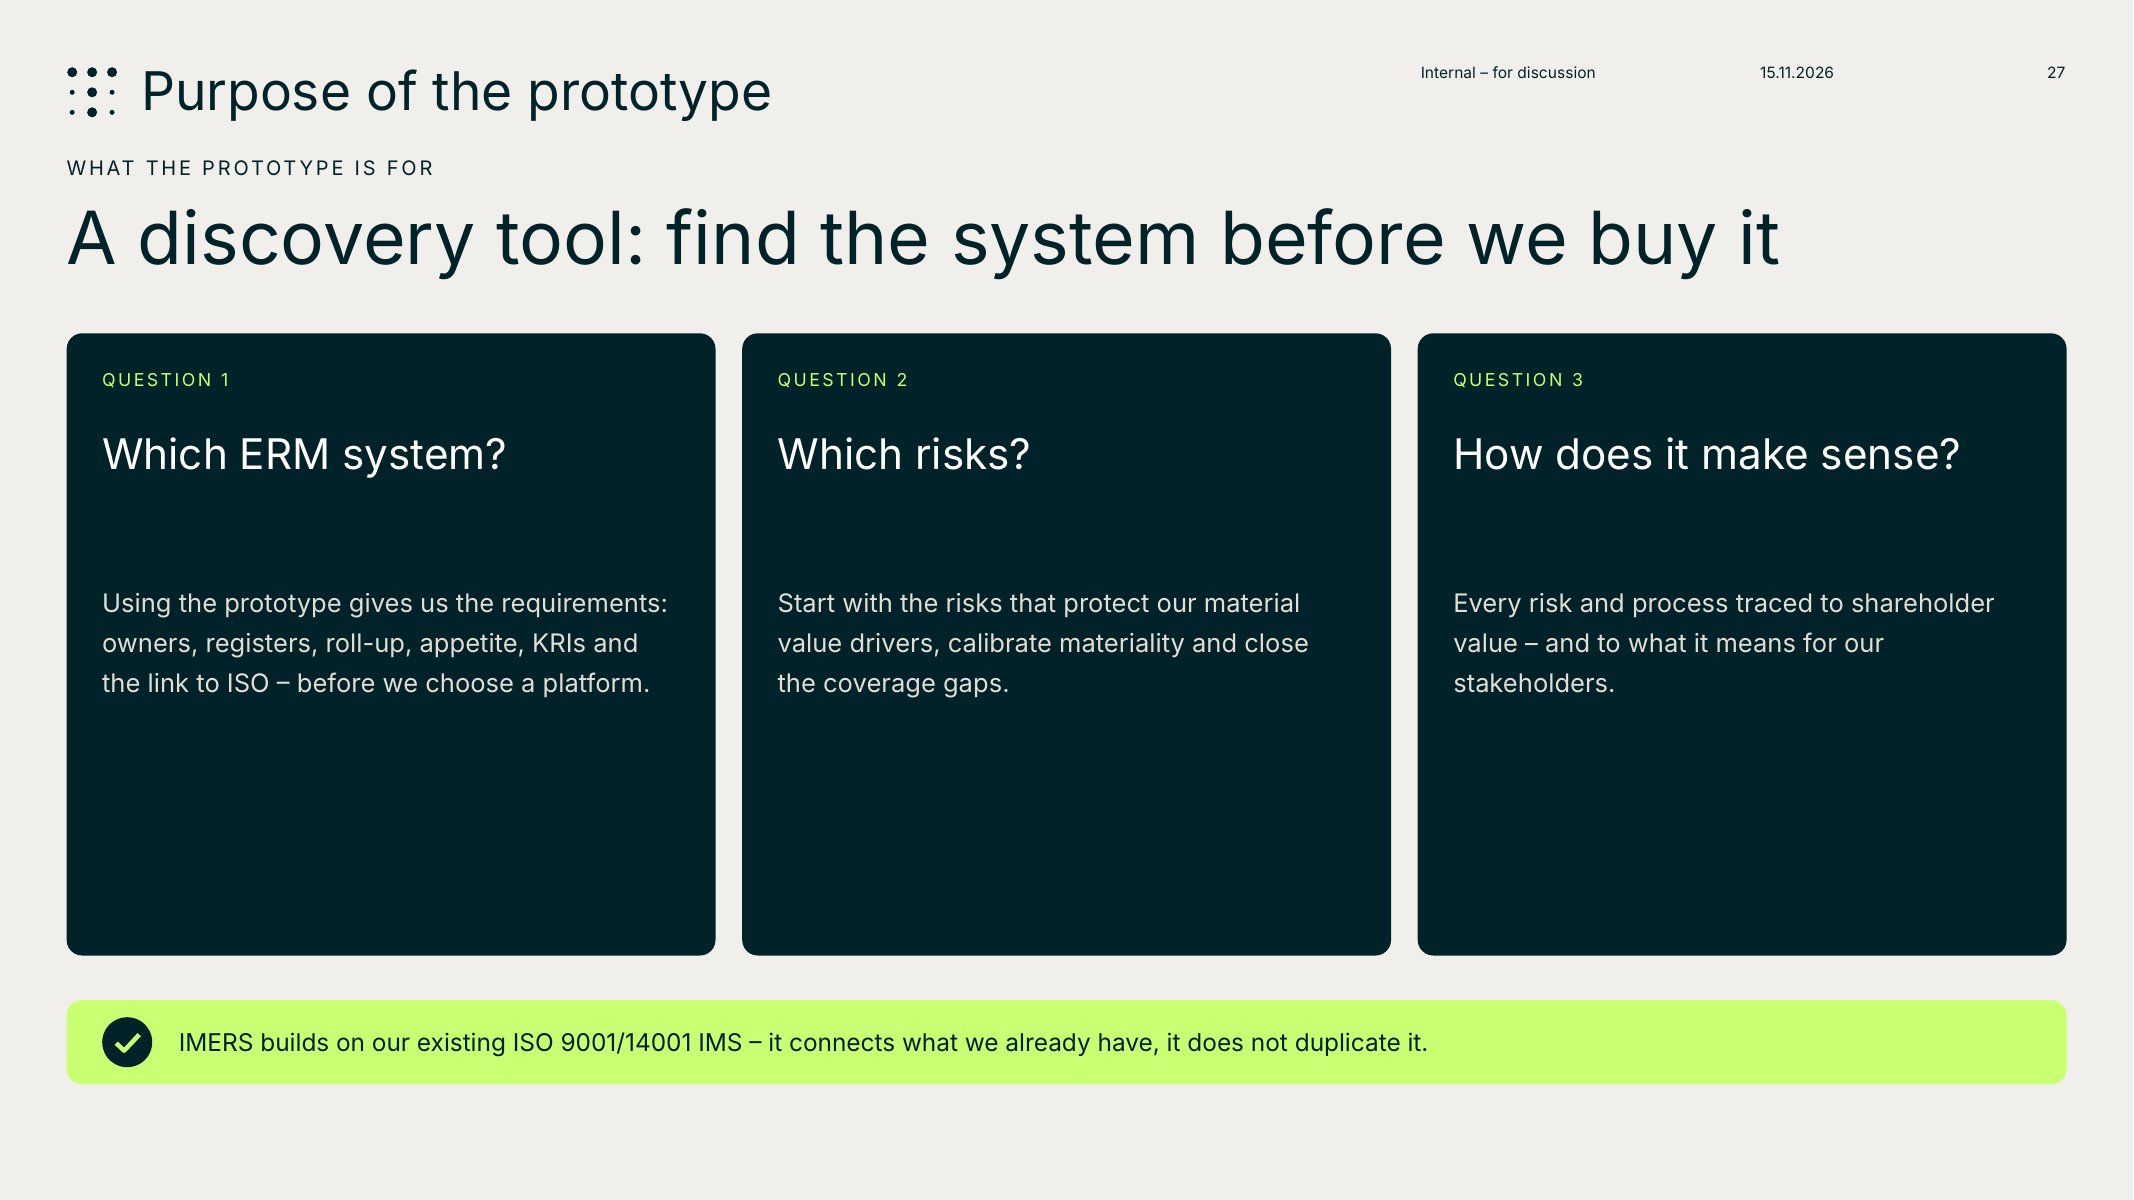 Purpose of the prototype
Internal – for discussion
15.11.2026
27
WHAT THE PROTOTYPE IS FOR
A discovery tool: find the system before we buy it
QUESTION 1
Which ERM system?
Using the prototype gives us the requirements:
owners, registers, roll-up, appetite, KRIs and
the link to ISO – before we choose a platform.
QUESTION 2
Which risks?
Start with the risks that protect our material
value drivers, calibrate materiality and close
the coverage gaps.
QUESTION 3
How does it make sense?
Every risk and process traced to shareholder
value – and to what it means for our
stakeholders.
IMERS builds on our existing ISO 9001/14001 IMS – it connects what we already have, it does not duplicate it.